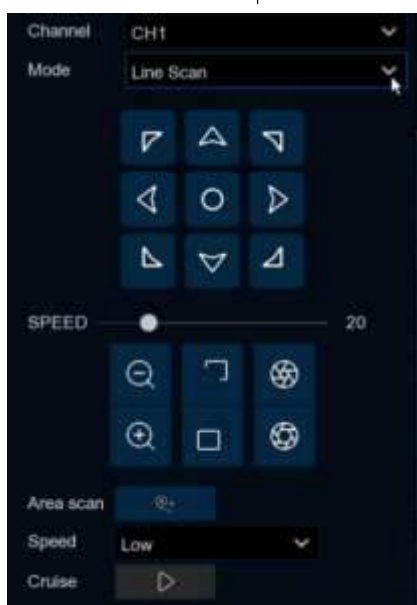 Channel CH1
Mode Line Scan
SPEED 20
Area scan
Speed Low
Cruise